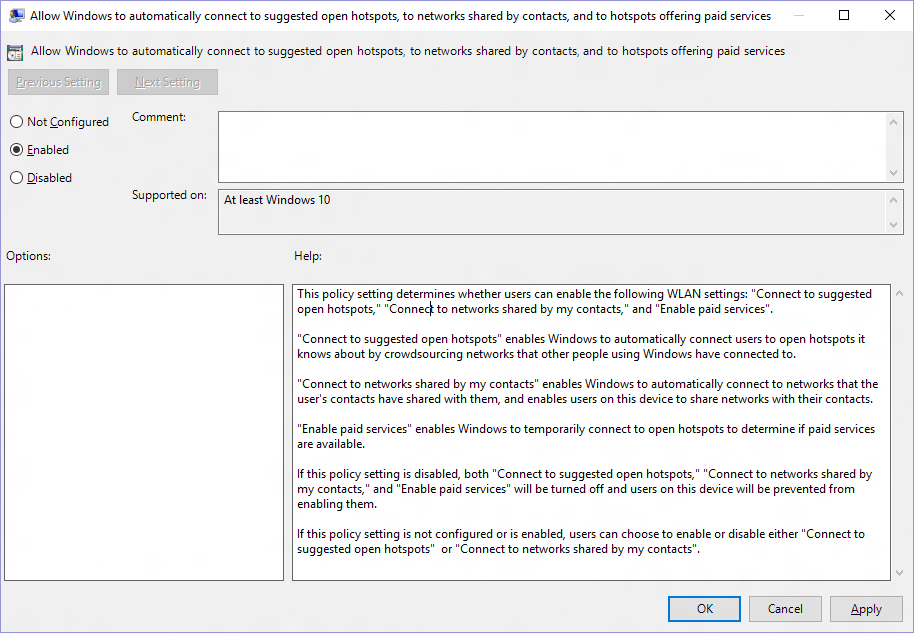 Allow Windows to automatically connect to suggested open hotspots, to networks shared by contacts, and to hotspots offering paid services
Allow Windows to automatically connect to suggested open hotspots, to networks shared by contacts, and to hotspots offering paid services
Previous Setting
Next Setting
Not Configured
Enabled
Disabled
Comment:
Supported on:
At least Windows 10
Options:
Help:
This policy setting determines whether users can enable the following WLAN settings: "Connect to suggested
open hotspots," "Connect to networks shared by my contacts," and "Enable paid services".
"Connect to suggested open hotspots" enables Windows to automatically connect users to open hotspots it
knows about by crowdsourcing networks that other people using Windows have connected to.
"Connect to networks shared by my contacts" enables Windows to automatically connect to networks that the
user's contacts have shared with them, and enables users on this device to share networks with their contacts.
"Enable paid services" enables Windows to temporarily connect to open hotspots to determine if paid services
are available.
If this policy setting is disabled, both "Connect to suggested open hotspots," "Connect to networks shared by
my contacts," and "Enable paid services" will be turned off and users on this device will be prevented from
enabling them.
If this policy setting is not configured or is enabled, users can choose to enable or disable either "Connect to
suggested open hotspots"  or "Connect to networks shared by my contacts".
OK
Cancel
Apply